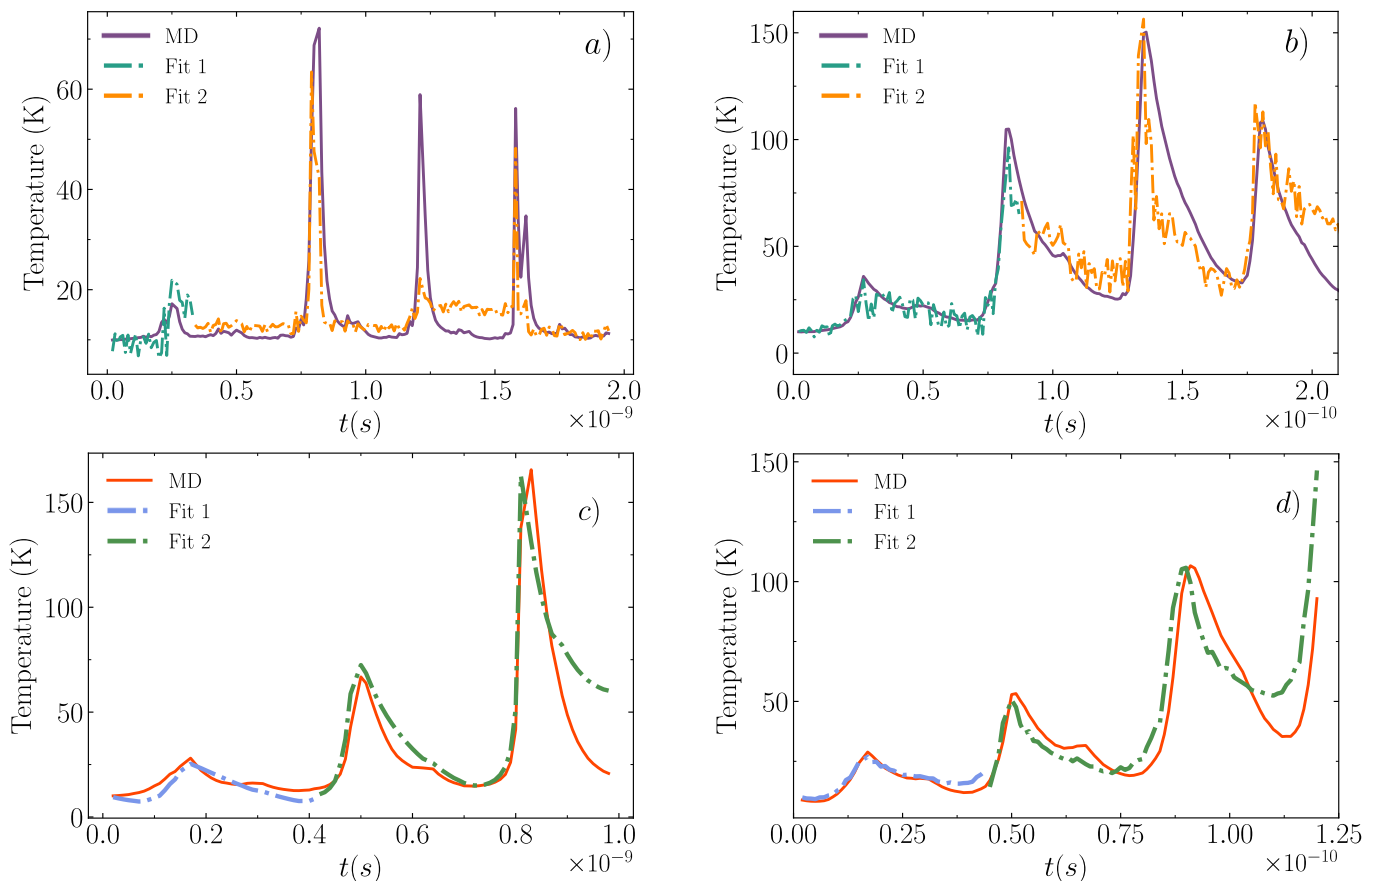 MD
Fit 1
Fit 2
a)
Temperature (K)
60
40
20
0.0 0.5 1.0 1.5 2.0
t(s)
×10⁻⁹
MD
Fit 1
Fit 2
b)
Temperature (K)
150
100
50
0
0.0 0.5 1.0 1.5 2.0
t(s)
×10⁻¹⁰
MD
Fit 1
Fit 2
c)
Temperature (K)
150
100
50
0
0.0 0.2 0.4 0.6 0.8 1.0
t(s)
×10⁻⁹
MD
Fit 1
Fit 2
d)
Temperature (K)
150
100
50
0.00 0.25 0.50 0.75 1.00 1.25
t(s)
×10⁻¹⁰